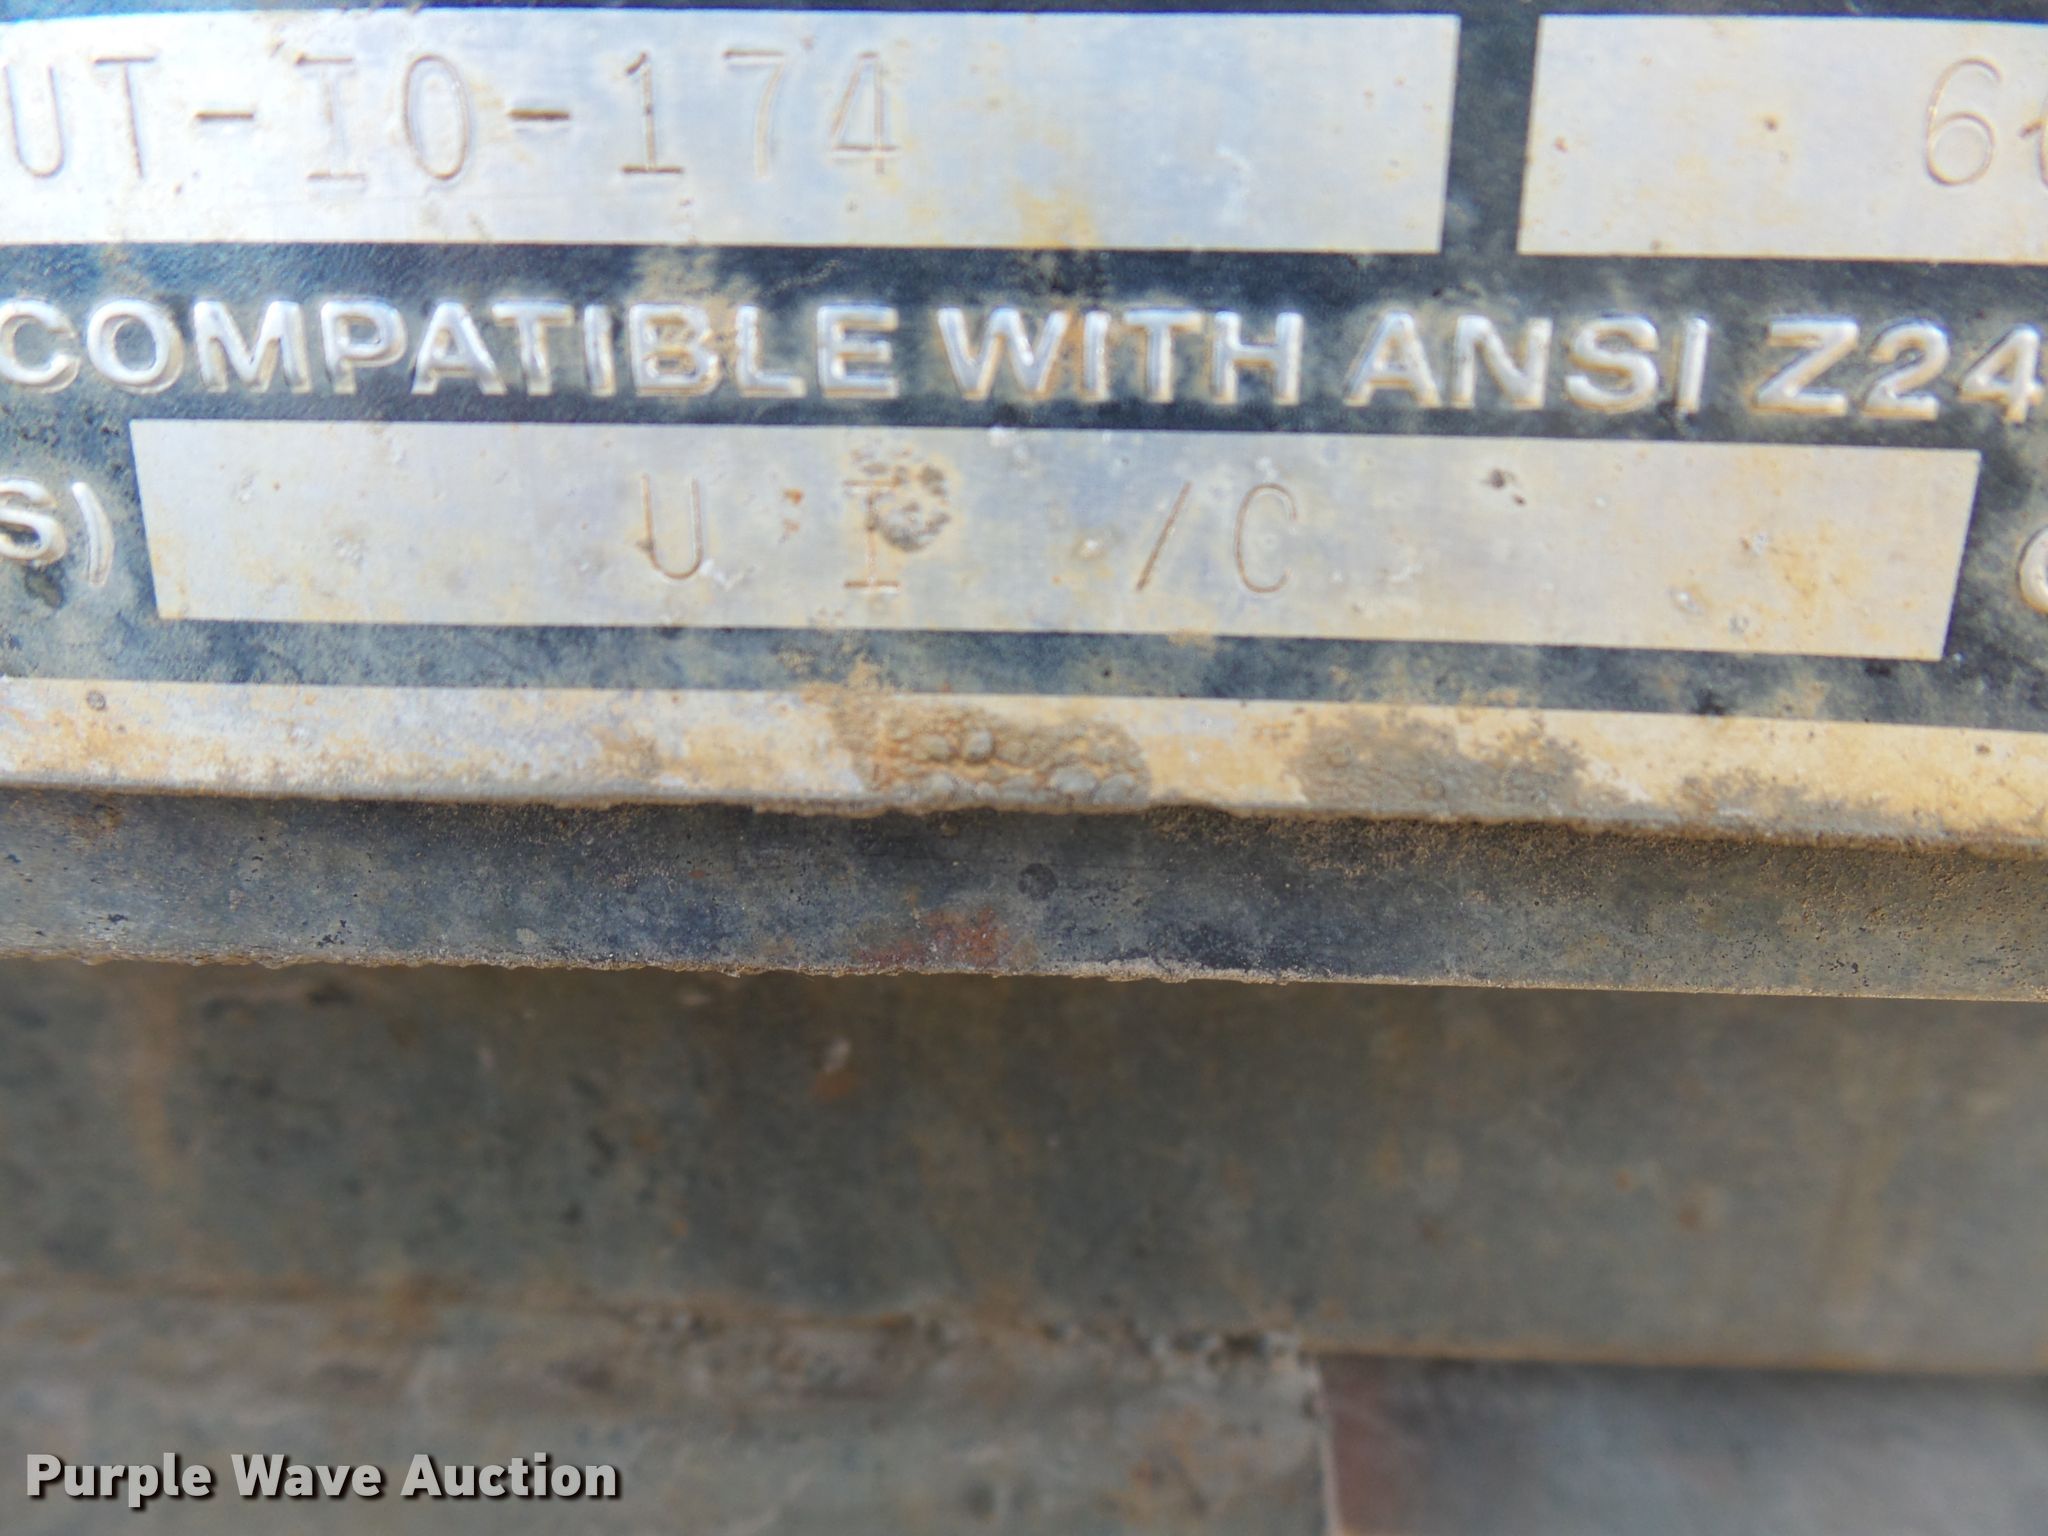 UT-IO-174 6
COMPATIBLE WITH ANSI Z24
S) U I /C
Purple Wave Auction